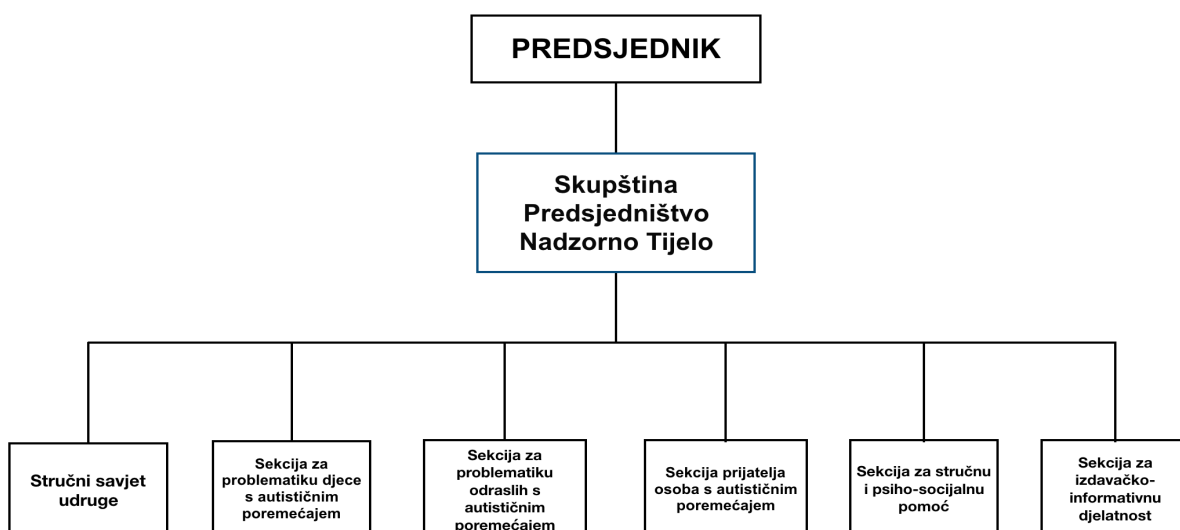 PREDSJEDNIK
Skupština
Predsjedništvo
Nadzorno Tijelo
Stručni savjet
udruge
Sekcija za
problematiku djece
s autističnim
poremećajem
Sekcija za
problematiku
odraslih s
autističnim
poremećajem
Sekcija prijatelja
osoba s autističnim
poremećajem
Sekcija za stručnu
i psiho-socijalnu
pomoć
Sekcija za
izdavačko-
informativnu
djelatnost